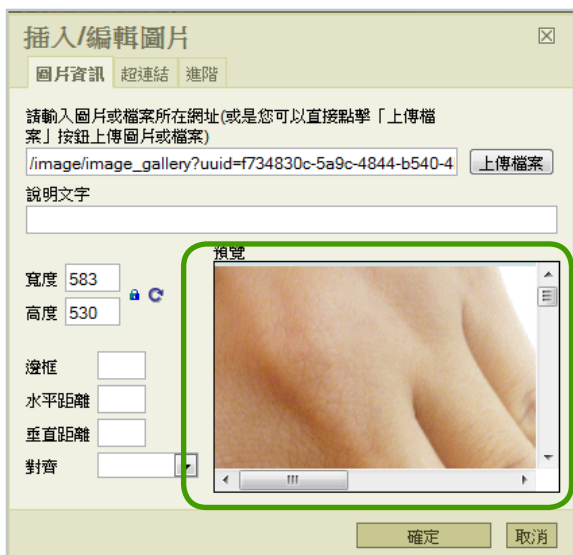 插入/編輯圖片
圖片資訊 超連結 進階
請輸入圖片或檔案所在網址(或是您可以直接點擊「上傳檔
案」按鈕上傳圖片或檔案)
/image/image_gallery?uuid=f734830c-5a9c-4844-b540-4 上傳檔案
說明文字
預覽
寬度 583
高度 530
邊框
水平距離
垂直距離
對齊
確定 取消